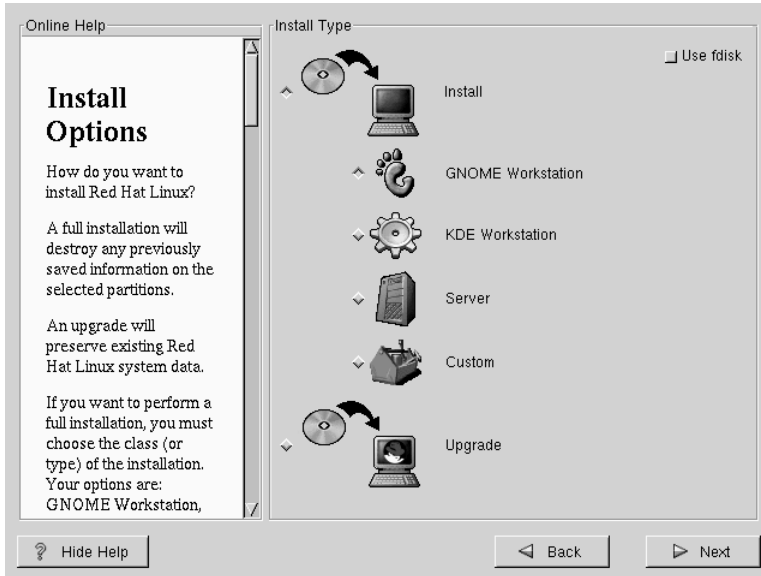 Online Help
Install
Options
How do you want to
install Red Hat Linux?
A full installation will
destroy any previously
saved information on the
selected partitions.
An upgrade will
preserve existing Red
Hat Linux system data.
If you want to perform a
full installation, you must
choose the class (or
type) of the installation.
Your options are:
GNOME Workstation,
Install Type
Use fdisk
Install
GNOME Workstation
KDE Workstation
Server
Custom
Upgrade
Hide Help
Back
Next